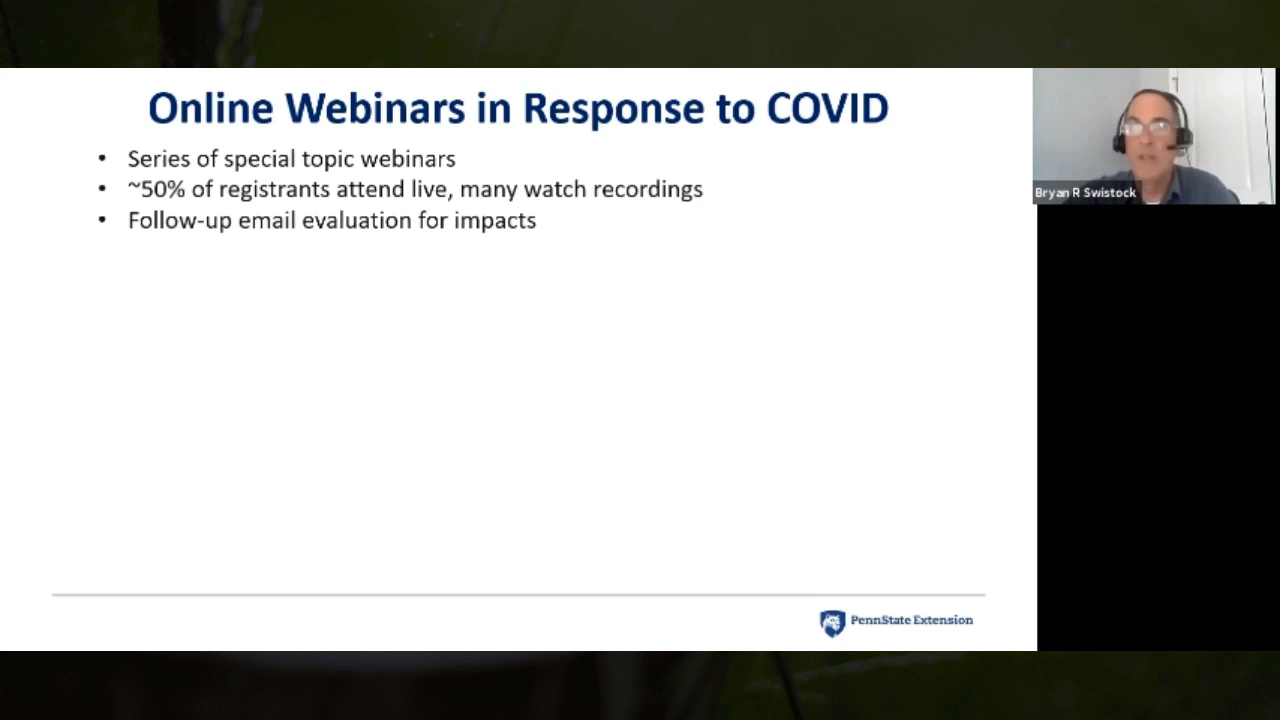 Online Webinars in Response to COVID
• Series of special topic webinars
• ~50% of registrants attend live, many watch recordings
• Follow-up email evaluation for impacts
Bryan R Swistock
PennState Extension